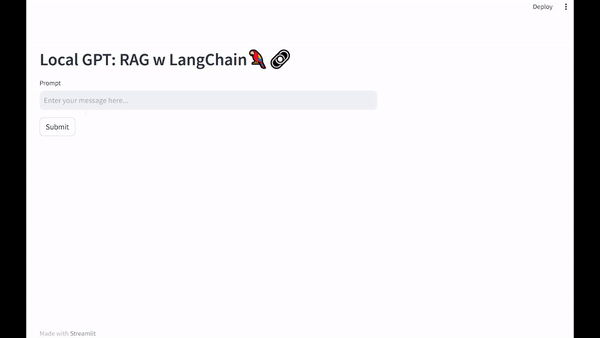 Deploy
Local GPT: RAG w LangChain🦜🔗
Prompt
Enter your message here...
Submit
Made with Streamlit